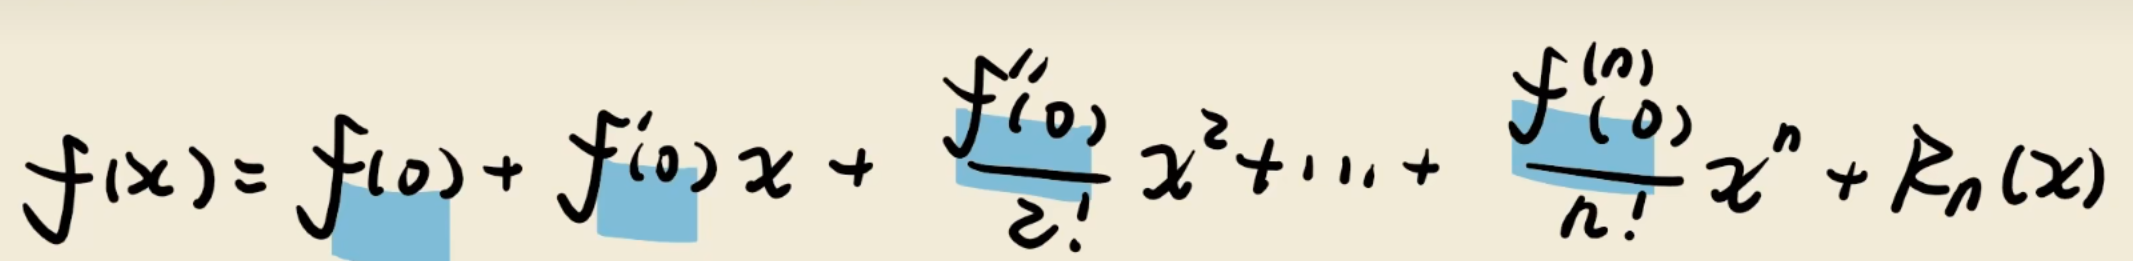 f(x) = f(0) + f'(0) x + f''(0)/2! x² + ... + f⁽ⁿ⁾(0)/n! xⁿ + Rₙ(x)